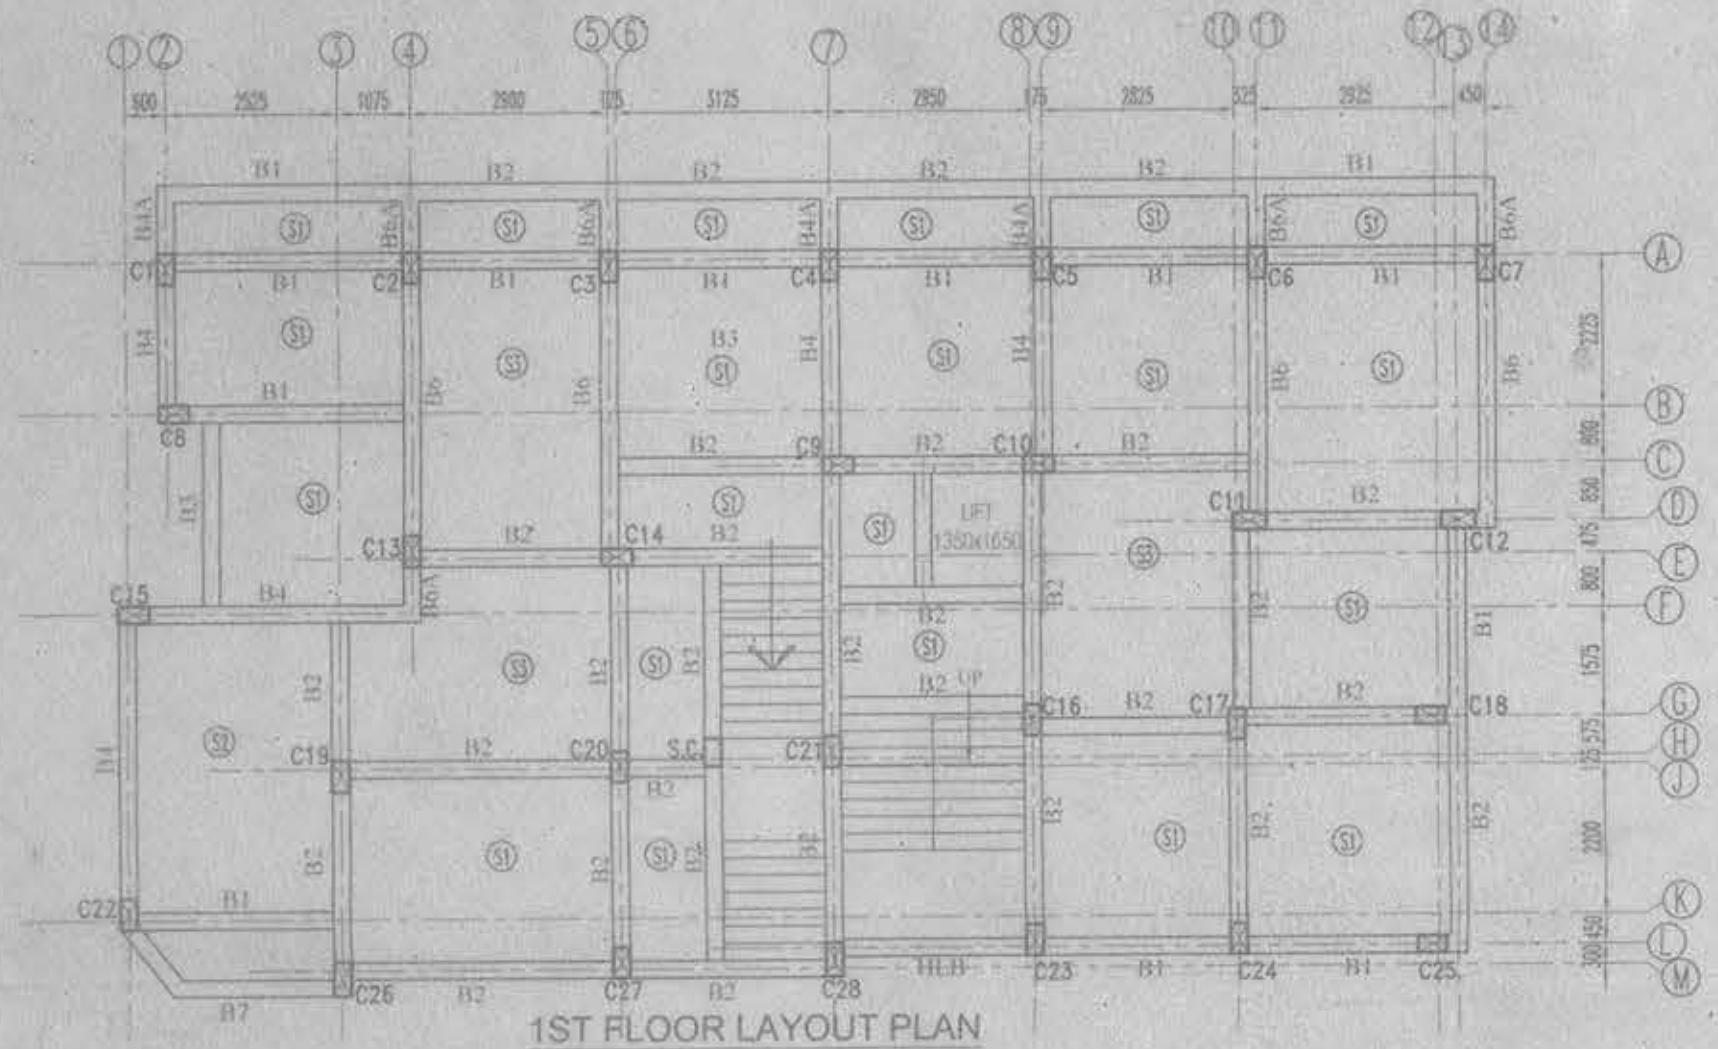 1 2 3 4 5 6 7 8 9 10 11 12 13 14
2525 1075 2900 3125 2850 175 2825 325 2925 450
B1 B2 B2 B2 B2 B1
B4A S1 B6A S1 B6A S1 B4A S1 B4A S1 B6A S1 B6A
A
C1 B1 C2 B1 C3 B1 C4 B1 C5 B1 C6 B1 C7
B4 S1 B6 S3 B6 B3 S1 B4 S1 B4 S1 B6 S1 B6 2225
B1
B
C8 600
B2 C9 B2 C10 B2
C
B3 S1 S1 S1 LIFT 1350x1650 C11 B2 850
D
C13 B2 C14 B2 S3 C12 475
E
C15 B4 B6A B2 B2 B2 S1 B1 800
F
B2 S3 B2 S1 B2 B2 S1 1575
B2 UP C16 B2 C17 B2 C18
G
B4 S2 C19 B2 C20 S.C. C21 575
H
B2 125
J
B2 S1 B2 S1 B2 B2 B2 S1 B2 S1 B2 2200
C22 B1
K
450
L
C26 B2 C27 B2 C28 C23 B1 C24 B1 C25 300
M
B7
1ST FLOOR LAYOUT PLAN